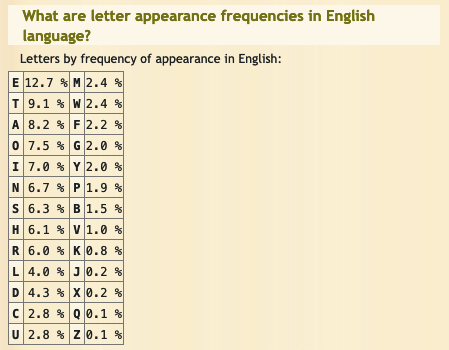 What are letter appearance frequencies in English
language?
Letters by frequency of appearance in English:
E 12.7 % M 2.4 %
T 9.1 % W 2.4 %
A 8.2 % F 2.2 %
O 7.5 % G 2.0 %
I 7.0 % Y 2.0 %
N 6.7 % P 1.9 %
S 6.3 % B 1.5 %
H 6.1 % V 1.0 %
R 6.0 % K 0.8 %
L 4.0 % J 0.2 %
D 4.3 % X 0.2 %
C 2.8 % Q 0.1 %
U 2.8 % Z 0.1 %